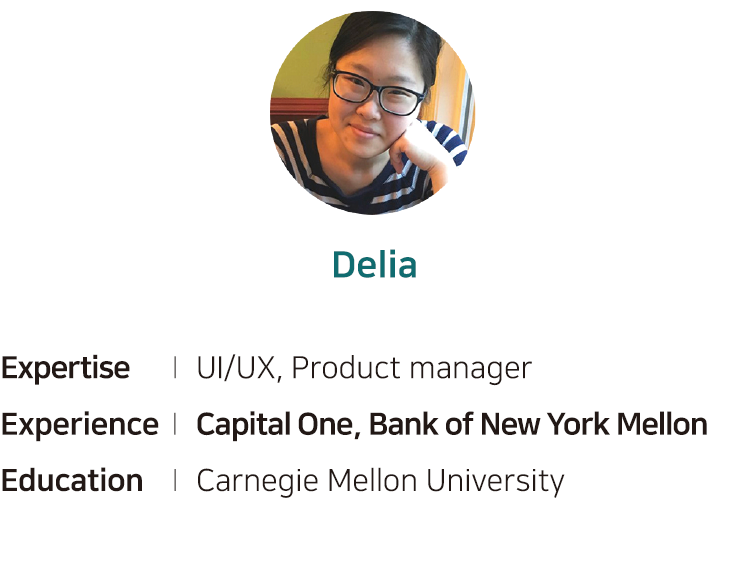 Delia
Expertise | UI/UX, Product manager
Experience | Capital One, Bank of New York Mellon
Education | Carnegie Mellon University